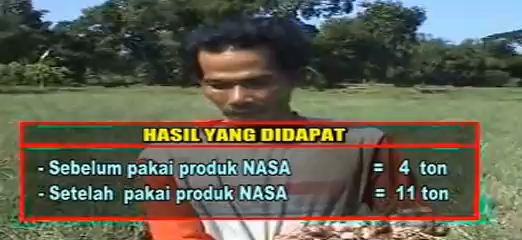 HASIL YANG DIDAPAT
- Sebelum pakai produk NASA = 4 ton
- Setelah pakai produk NASA = 11 ton